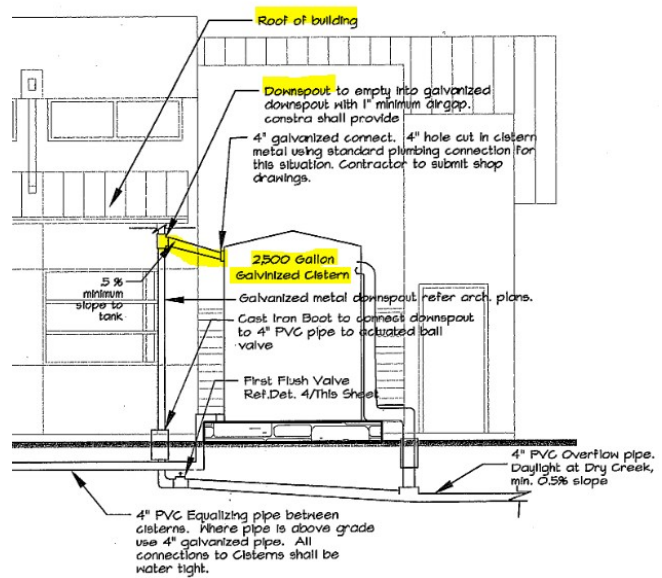 Roof of building
Downspout to empty into galvanized
downspout with 1" minimum airgap.
constra shall provide
4" galvanized connect. 4" hole cut in cistern
metal using standard plumbing connection for
this situation. Contractor to submit shop
drawings.
2,500 Gallon
Galvinized Cistern
.5 %
minimum
slope to
tank
Galvanized metal downspout refer arch. plans.
Cast Iron Boot to connect downspout
to 4" PVC pipe to actuated ball
valve
First Flush Valve
Ref.Det. 4/This Sheet
4" PVC Overflow pipe.
Daylight at Dry Creek,
min. 0.5% slope
4" PVC Equalizing pipe between
cisterns. Where pipe is above grade
use 4" galvanized pipe. All
connections to Cisterns shall be
water tight.